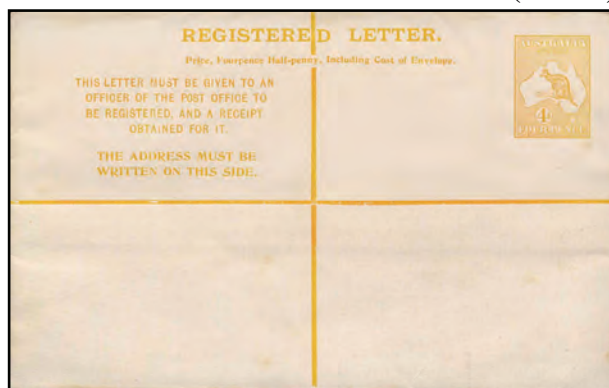 REGISTERED LETTER.
Price, Fourpence Half-penny, Including Cost of Envelope.
THIS LETTER MUST BE GIVEN TO AN
OFFICER OF THE POST OFFICE TO
BE REGISTERED, AND A RECEIPT
OBTAINED FOR IT.
THE ADDRESS MUST BE
WRITTEN ON THIS SIDE.
AUSTRALIA
4D
FOUR PENCE